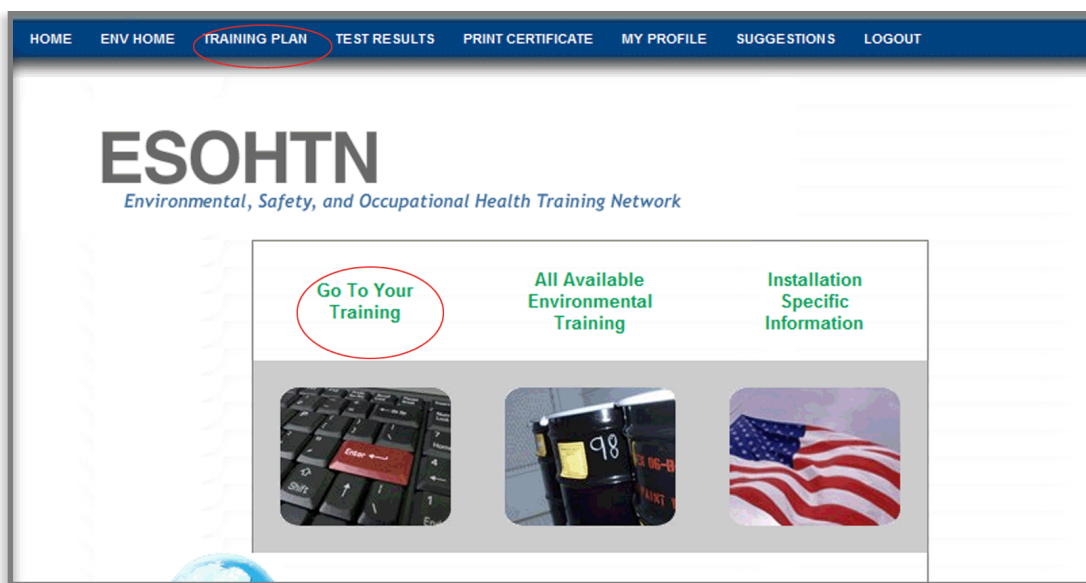 HOME ENV HOME TRAINING PLAN TEST RESULTS PRINT CERTIFICATE MY PROFILE SUGGESTIONS LOGOUT
ESOHTN
Environmental, Safety, and Occupational Health Training Network
Go To Your
Training
All Available
Environmental
Training
Installation
Specific
Information
Enter
Shift
98